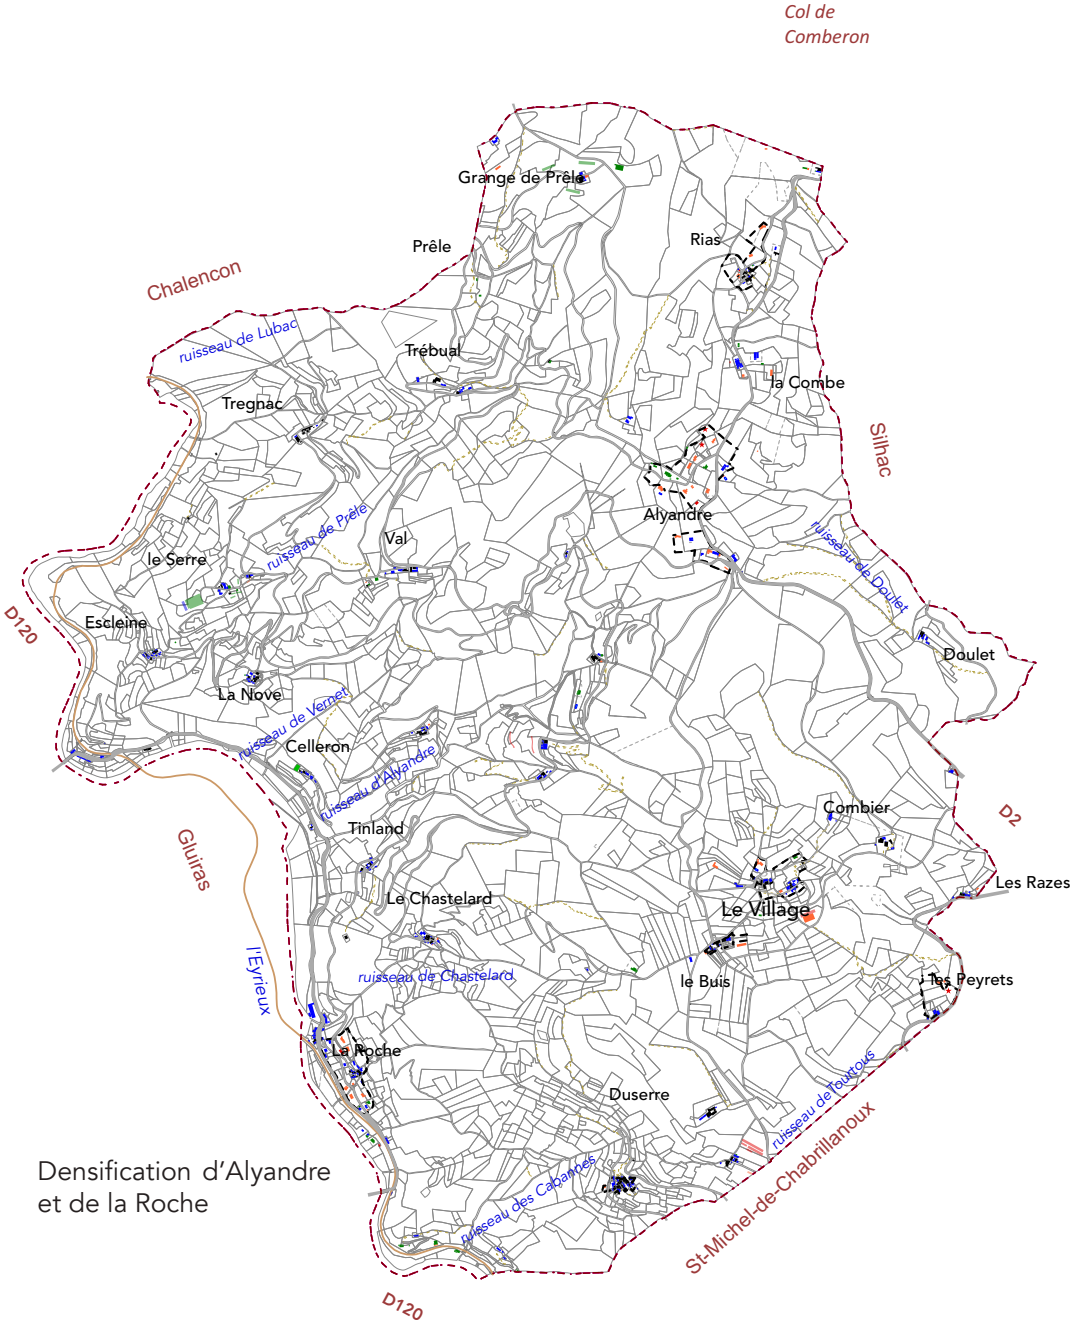 Col de
Comberon
Grange de Prêle
Rias
Prêle
Chalencon
ruisseau de Lubac
Trébual
la Combe
Tregnac
Silhac
Alyandre
ruisseau de Prêle
Val
ruisseau de Doulet
le Serre
D120
Escleine
Doulet
La Nove
ruisseau de Vernet
Celleron
ruisseau d'Alyandre
Combier
D2
Tinland
Gluiras
Les Razes
Le Chastelard
Le Village
l'Eyrieux
ruisseau de Chastelard
le Buis
les Peyrets
La Roche
Duserre
ruisseau deTourtous
Densification d’Alyandre
et de la Roche
ruisseau des Cabannes
St-Michel-de-Chabrillanoux
D120